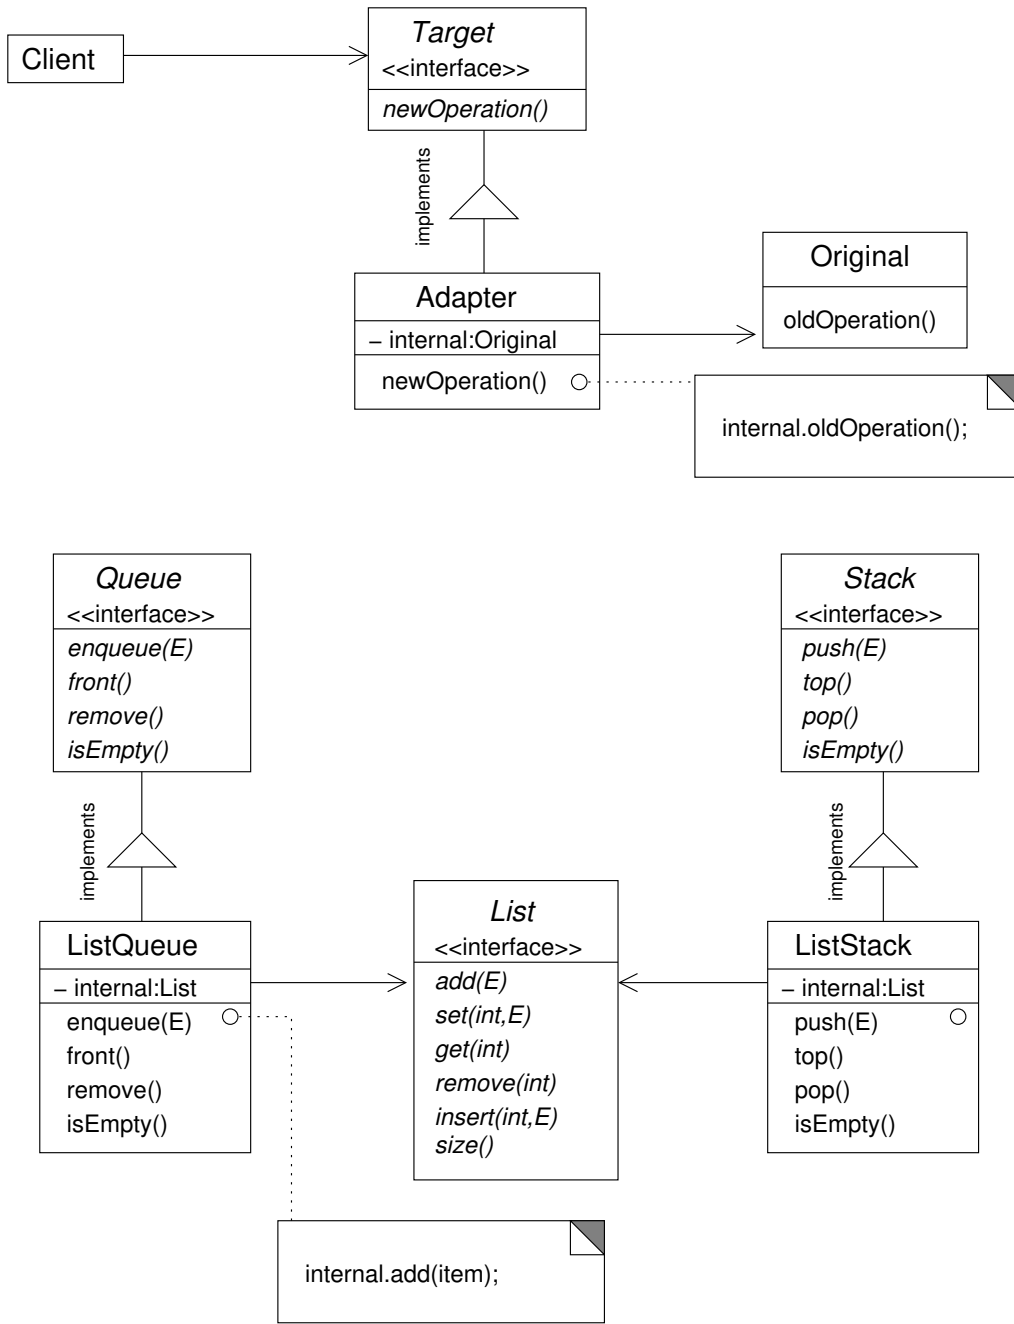 Client
Target
<<interface>>
newOperation()
implements
Adapter
– internal:Original
newOperation()
Original
oldOperation()
internal.oldOperation();
Queue
<<interface>>
enqueue(E)
front()
remove()
isEmpty()
implements
ListQueue
– internal:List
enqueue(E)
front()
remove()
isEmpty()
List
<<interface>>
add(E)
set(int,E)
get(int)
remove(int)
insert(int,E)
size()
Stack
<<interface>>
push(E)
top()
pop()
isEmpty()
implements
ListStack
– internal:List
push(E)
top()
pop()
isEmpty()
internal.add(item);